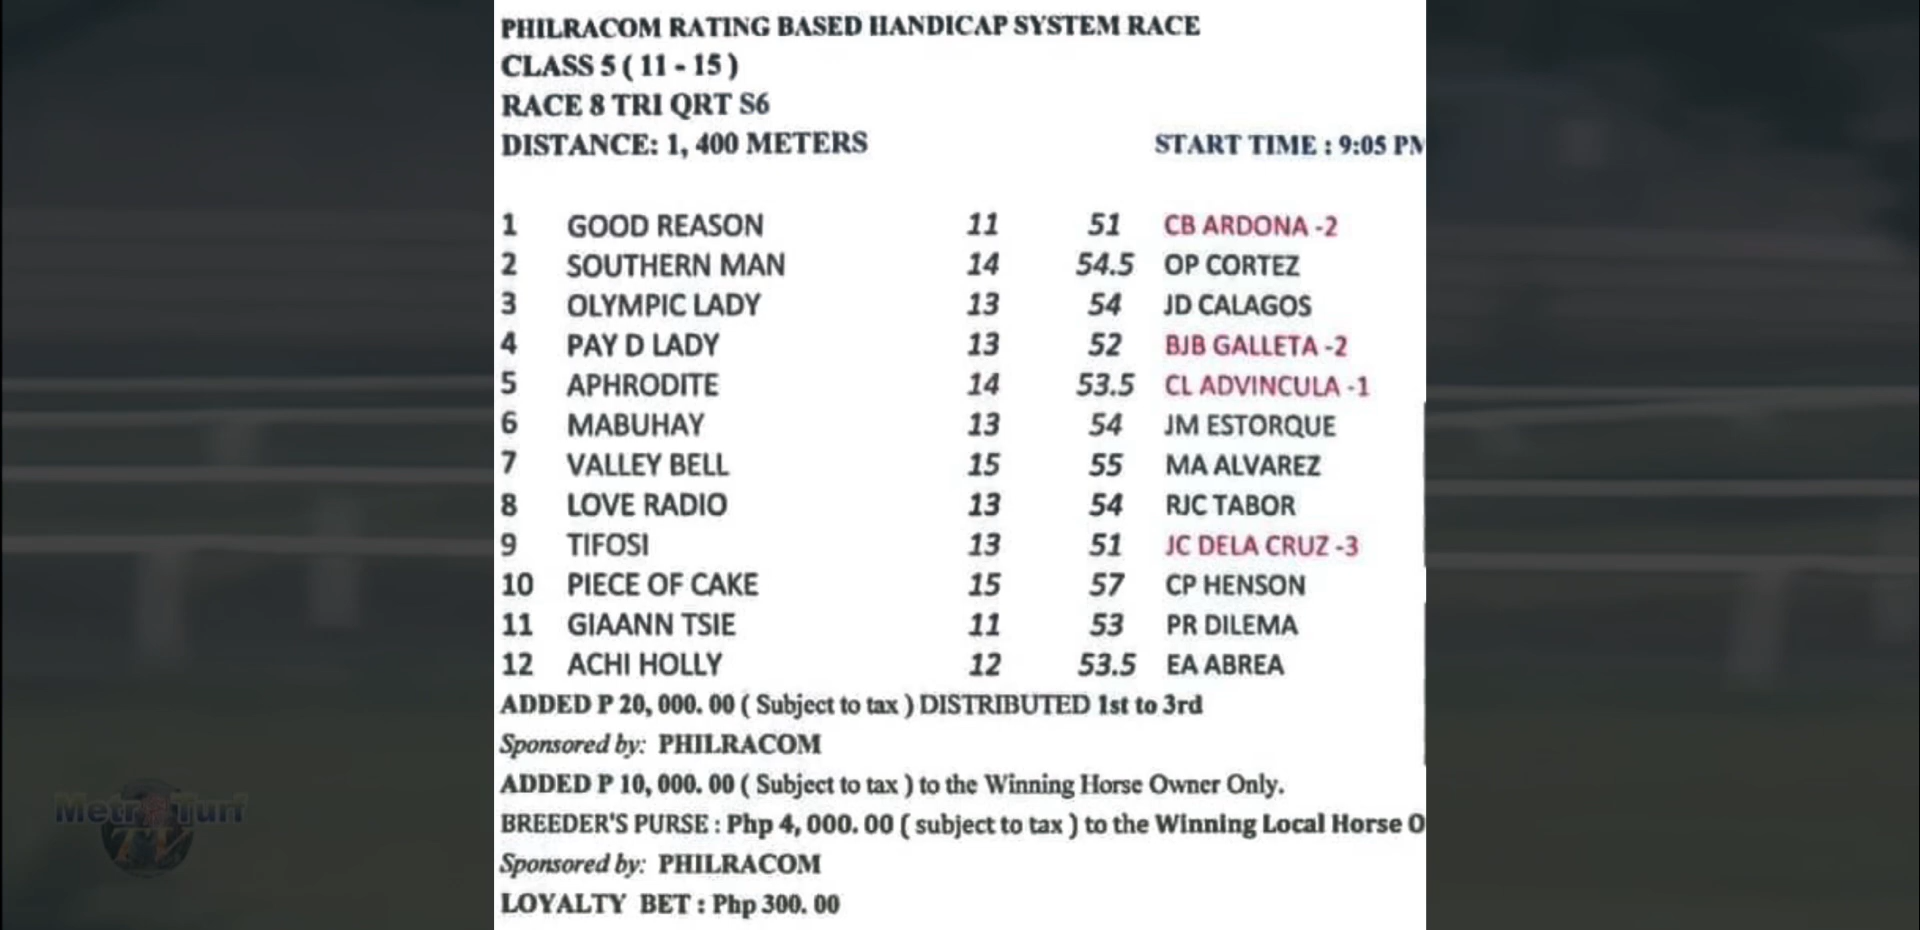 PHILRACOM RATING BASED HANDICAP SYSTEM RACE
CLASS 5 ( 11 - 15 )
RACE 8 TRI QRT S6
DISTANCE: 1, 400 METERS START TIME : 9:05 PM
1 GOOD REASON 11 51 CB ARDONA -2
2 SOUTHERN MAN 14 54.5 OP CORTEZ
3 OLYMPIC LADY 13 54 JD CALAGOS
4 PAY D LADY 13 52 BJB GALLETA -2
5 APHRODITE 14 53.5 CL ADVINCULA -1
6 MABUHAY 13 54 JM ESTORQUE
7 VALLEY BELL 15 55 MA ALVAREZ
8 LOVE RADIO 13 54 RJC TABOR
9 TIFOSI 13 51 JC DELA CRUZ -3
10 PIECE OF CAKE 15 57 CP HENSON
11 GIAANN TSIE 11 53 PR DILEMA
12 ACHI HOLLY 12 53.5 EA ABREA
ADDED P 20, 000. 00 ( Subject to tax ) DISTRIBUTED 1st to 3rd
Sponsored by: PHILRACOM
ADDED P 10, 000. 00 ( Subject to tax ) to the Winning Horse Owner Only.
BREEDER'S PURSE : Php 4, 000. 00 ( subject to tax ) to the Winning Local Horse O
Sponsored by: PHILRACOM
LOYALTY BET : Php 300. 00
MetroTurf
TV